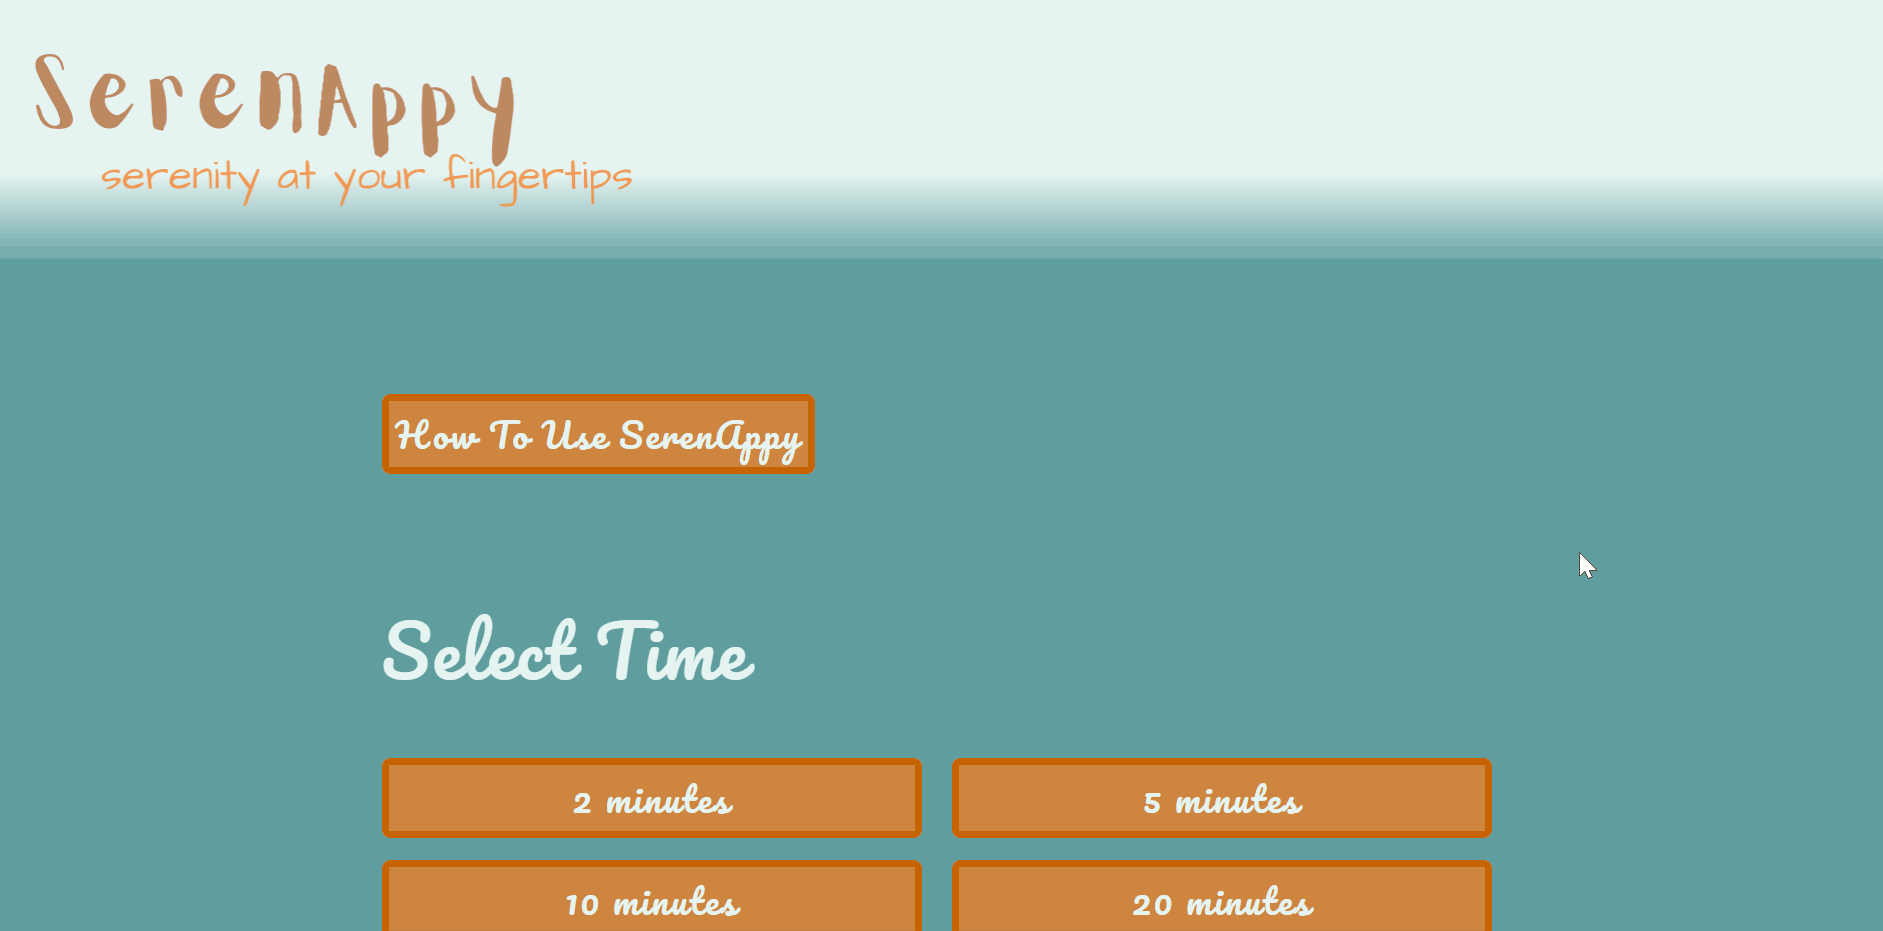 SerenAppy
serenity at your fingertips
How To Use SerenAppy
Select Time
2 minutes
5 minutes
10 minutes
20 minutes